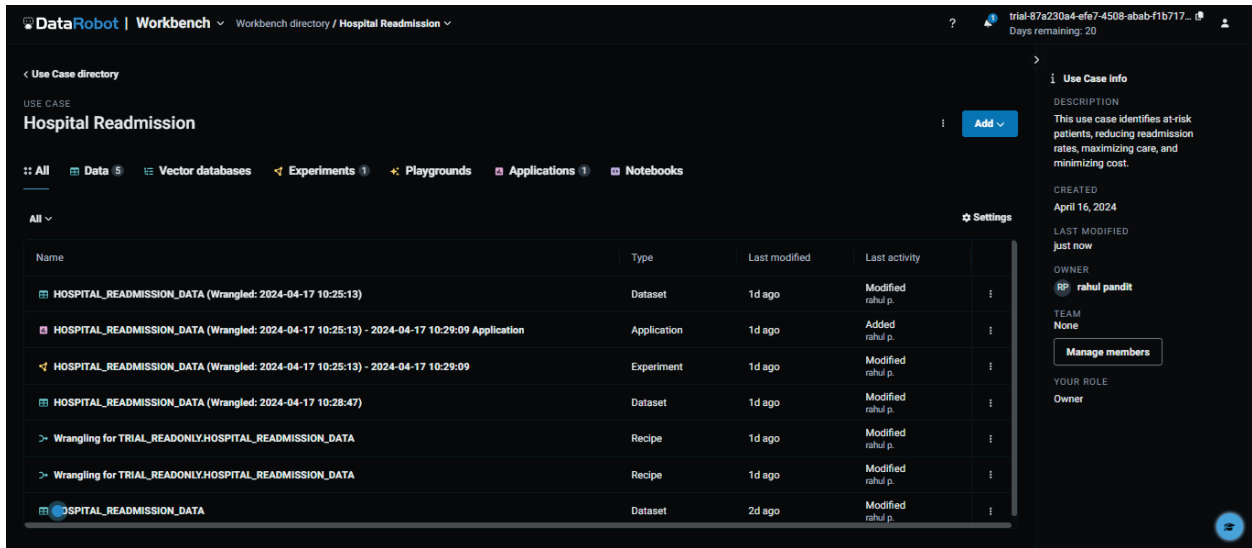 DataRobot | Workbench Workbench directory / Hospital Readmission ? 1 trial-87a230a4-efe7-4508-abab-f1b717...
Days remaining: 20
< Use Case directory
USE CASE
Hospital Readmission
Add
All Data 5 Vector databases Experiments 1 Playgrounds Applications 1 Notebooks
All Settings
Name Type Last modified Last activity
HOSPITAL_READMISSION_DATA (Wrangled: 2024-04-17 10:25:13) Dataset 1d ago Modified
rahul p.
HOSPITAL_READMISSION_DATA (Wrangled: 2024-04-17 10:25:13) - 2024-04-17 10:29:09 Application Application 1d ago Added
rahul p.
HOSPITAL_READMISSION_DATA (Wrangled: 2024-04-17 10:25:13) - 2024-04-17 10:29:09 Experiment 1d ago Modified
rahul p.
HOSPITAL_READMISSION_DATA (Wrangled: 2024-04-17 10:28:47) Dataset 1d ago Modified
rahul p.
Wrangling for TRIAL_READONLY.HOSPITAL_READMISSION_DATA Recipe 1d ago Modified
rahul p.
Wrangling for TRIAL_READONLY.HOSPITAL_READMISSION_DATA Recipe 1d ago Modified
rahul p.
HOSPITAL_READMISSION_DATA Dataset 2d ago Modified
rahul p.
Use Case info
DESCRIPTION
This use case identifies at-risk
patients, reducing readmission
rates, maximizing care, and
minimizing cost.
CREATED
April 16, 2024
LAST MODIFIED
just now
OWNER
RP rahul pandit
TEAM
None
Manage members
YOUR ROLE
Owner